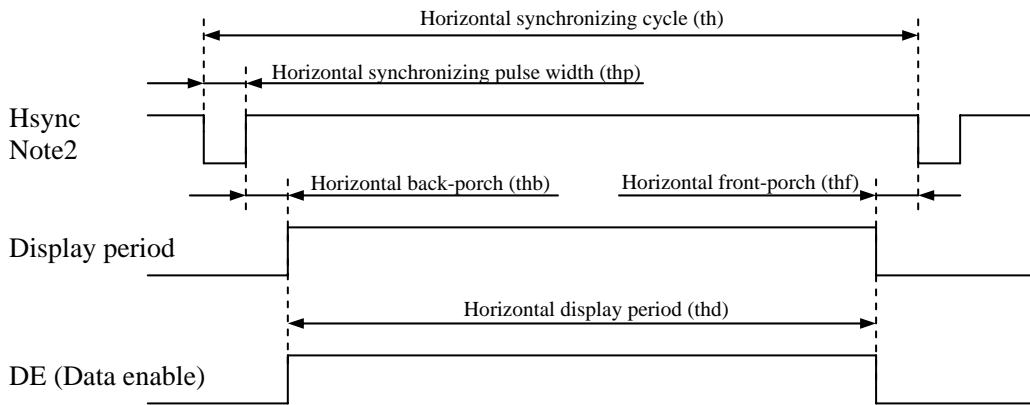 Horizontal synchronizing cycle (th)
Horizontal synchronizing pulse width (thp)
Hsync
Note2
Horizontal back-porch (thb)
Horizontal front-porch (thf)
Display period
Horizontal display period (thd)
DE (Data enable)